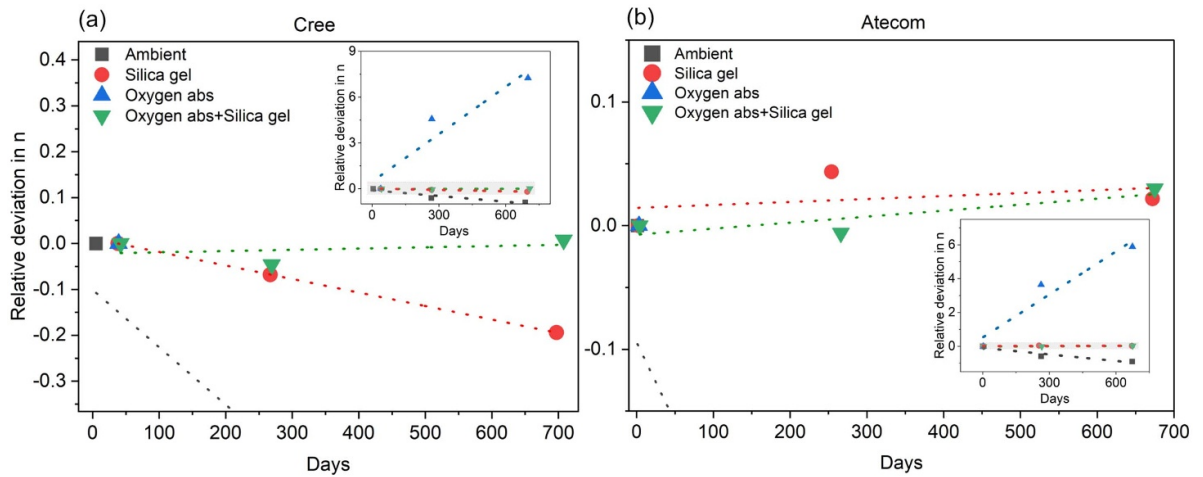 (a)
Cree
Ambient
Silica gel
Oxygen abs
Oxygen abs+Silica gel
Relative deviation in n
0.4
0.3
0.2
0.1
0.0
-0.1
-0.2
-0.3
0 100 200 300 400 500 600 700
Days
Relative deviation in n
9
6
3
0
0 300 600
Days
(b)
Atecom
Ambient
Silica gel
Oxygen abs
Oxygen abs+Silica gel
0.1
0.0
-0.1
0 100 200 300 400 500 600 700
Days
Relative deviation in n
6
4
2
0
0 300 600
Days